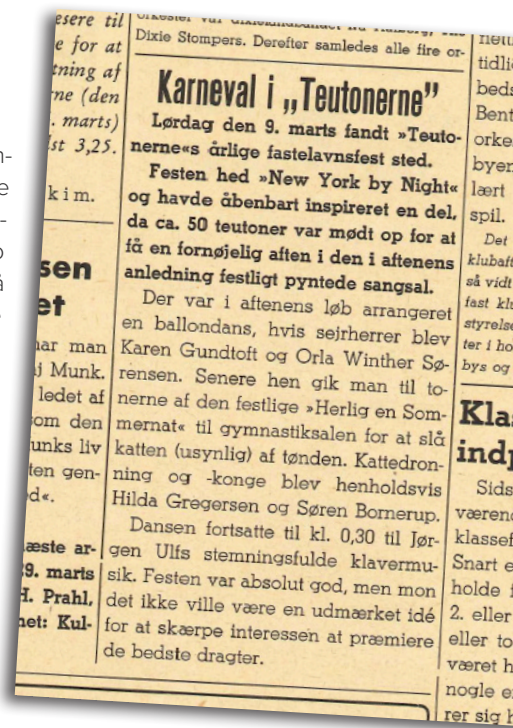 esere til
e for at
tning af
rne (den
. marts)
lst 3,25.
k i m.
sen
et
har man
j Munk.
ledet af
som den
unks liv
ten gen-
d«.
æste ar-
29. marts
H. Prahl,
net: Kul-
n-
e
-
o
å
Dixie Stompers. Derefter samledes alle fire or-
Karneval i „Teutonerne”
Lørdag den 9. marts fandt »Teuto-
nerne«s årlige fastelavnsfest sted.
Festen hed »New York by Night«
og havde åbenbart inspireret en del,
da ca. 50 teutoner var mødt op for at
få en fornøjelig aften i den i aftenens
anledning festligt pyntede sangsal.
Der var i aftenens løb arrangeret
en ballondans, hvis sejrherrer blev
Karen Gundtoft og Orla Winther Sø-
rensen. Senere hen gik man til to-
nerne af den festlige »Herlig en Som-
mernat« til gymnastiksalen for at slå
katten (usynlig) af tønden. Kattedron-
ning og -konge blev henholdsvis
Hilda Gregersen og Søren Bornerup.
Dansen fortsatte til kl. 0,30 til Jør-
gen Ulfs stemningsfulde klavermu-
sik. Festen var absolut god, men mon
det ikke ville være en udmærket idé
for at skærpe interessen at præmiere
de bedste dragter.
tidlig
beds
Bent
orke
byen
lært
spil.
Det
klubaft
så vidt
fast klu
styrelse
ter i ho
bys og
Klas
indp
Sids
værend
klassef
Snart e
holde f
2. eller
eller to
været h
nogle e
rer sig h